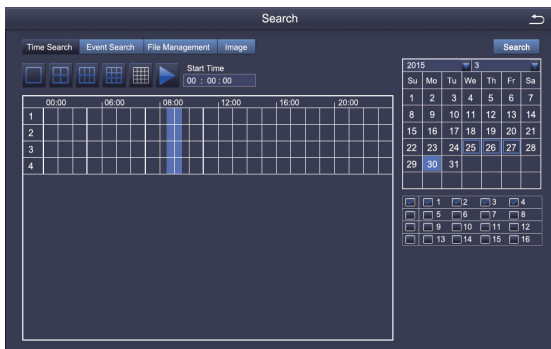 Search
Time Search Event Search File Management Image Search
Start Time
00 : 00 : 00
2015 3
Su Mo Tu We Th Fr Sa
1 2 3 4 5 6 7
8 9 10 11 12 13 14
15 16 17 18 19 20 21
22 23 24 25 26 27 28
29 30 31
00:00 06:00 08:00 12:00 16:00 20:00
1
2
3
4
1 2 3 4
5 6 7 8
9 10 11 12
13 14 15 16